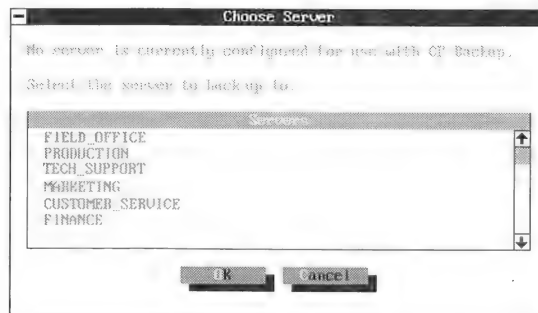 Choose Server
No server is currently configured for use with CP Backup.
Select the server to back up to.
Servers
FIELD_OFFICE
PRODUCTION
TECH_SUPPORT
MARKETING
CUSTOMER_SERVICE
FINANCE
OK Cancel